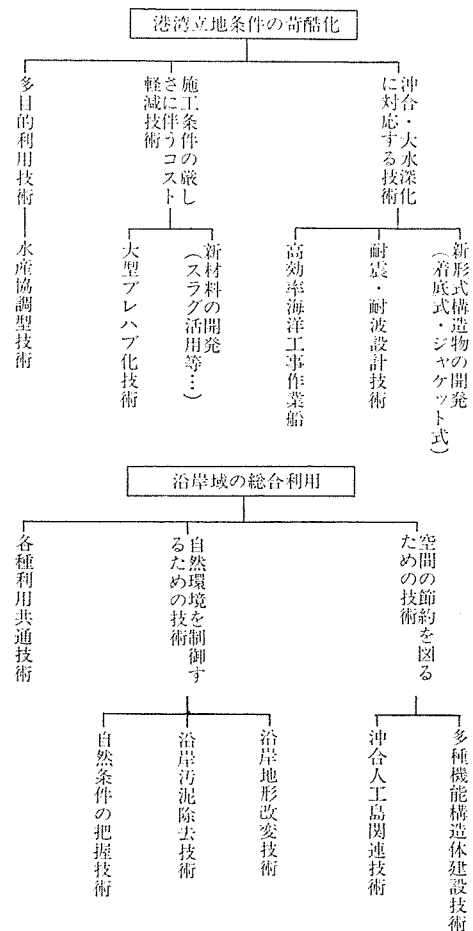 港湾立地条件の苛酷化
沖合・大水深化
に対応する技術
新形式構造物の開発
(着底式・ジャケット式)
耐震・耐波設計技術
高効率海洋工事作業船
施工条件の厳し
さに伴うコスト
軽減技術
新材料の開発
(スラグ活用等…)
大型プレハブ化技術
多目的利用技術
水産協調型技術
沿岸域の総合利用
空間の節約を図る
ための技術
多種機能構造体建設技術
沖合人工島関連技術
自然環境を制御す
るための技術
沿岸地形改変技術
沿岸汚泥除去技術
自然条件の把握技術
各種利用共通技術